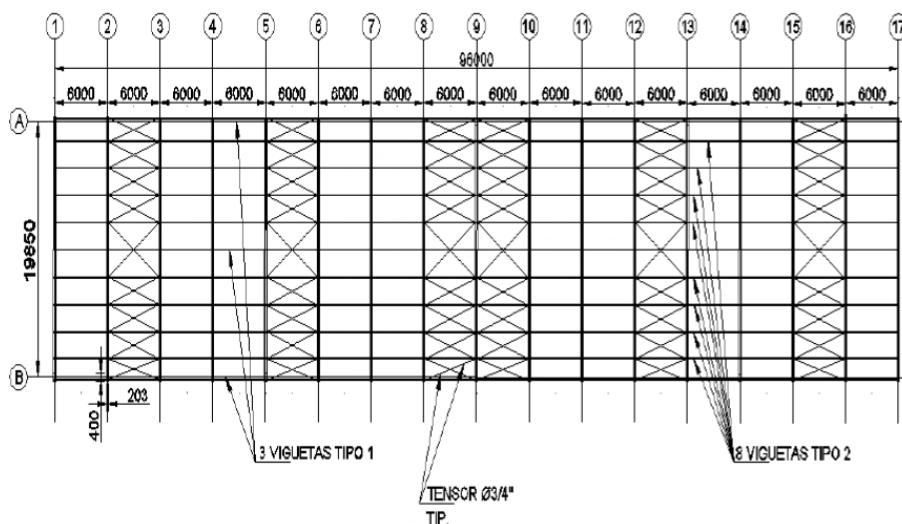 1 2 3 4 5 6 7 8 9 10 11 12 13 14 15 16 17
96000
6000 6000 6000 6000 6000 6000 6000 6000 6000 6000 6000 6000 6000 6000 6000 6000
A
19850
B
203
400
3 VIGUETAS TIPO 1
8 VIGUETAS TIPO 2
TENSOR Ø3/4"
TIP.